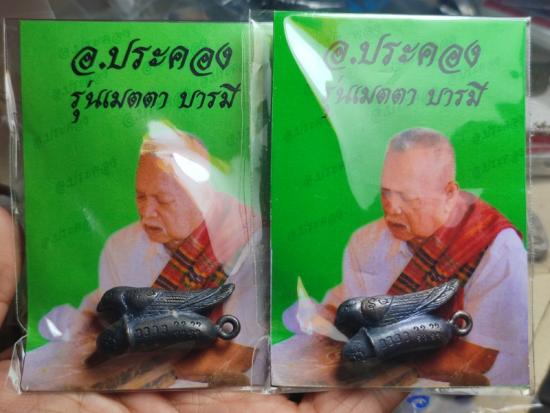 อ.ประคอง
รุ่นเมตตา บารมี
อ.ประคอง
รุ่นเมตตา บารมี